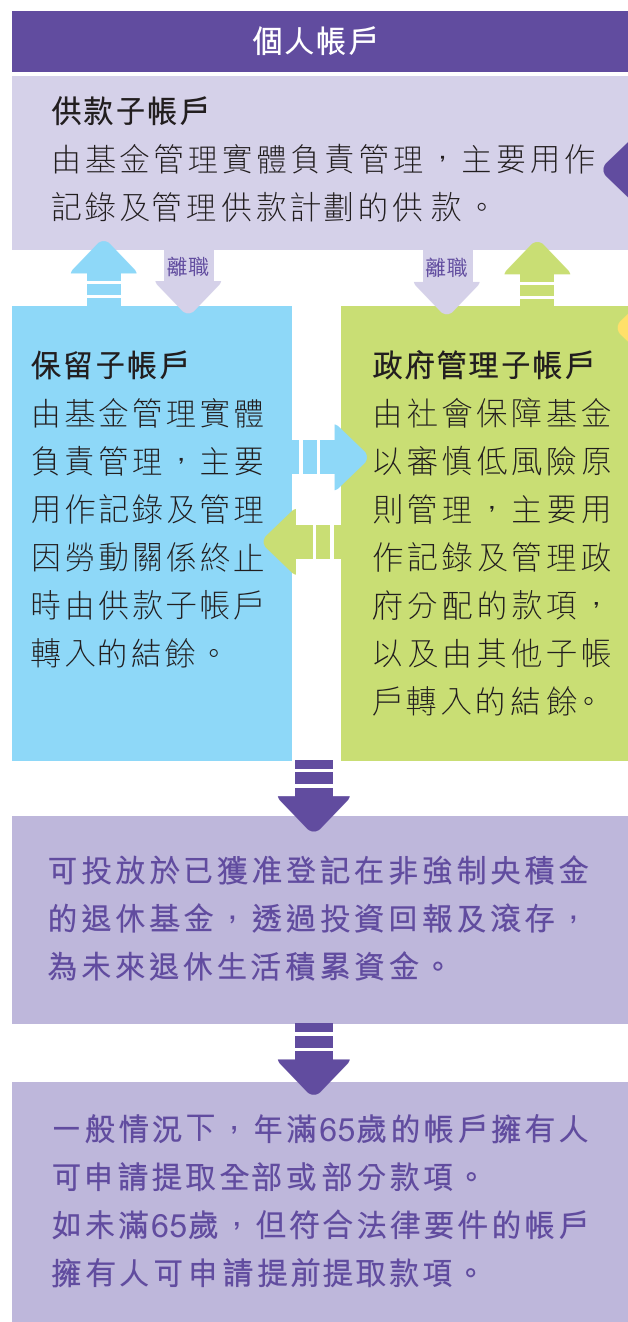 個人帳戶
供款子帳戶
由基金管理實體負責管理，主要用作
記錄及管理供款計劃的供款。
離職
離職
保留子帳戶
由基金管理實體
負責管理，主要
用作記錄及管理
因勞動關係終止
時由供款子帳戶
轉入的結餘。
政府管理子帳戶
由社會保障基金
以審慎低風險原
則管理，主要用
作記錄及管理政
府分配的款項，
以及由其他子帳
戶轉入的結餘。
可投放於已獲准登記在非強制央積金
的退休基金，透過投資回報及滾存，
為未來退休生活積累資金。
一般情況下，年滿65歲的帳戶擁有人
可申請提取全部或部分款項。
如未滿65歲，但符合法律要件的帳戶
擁有人可申請提前提取款項。